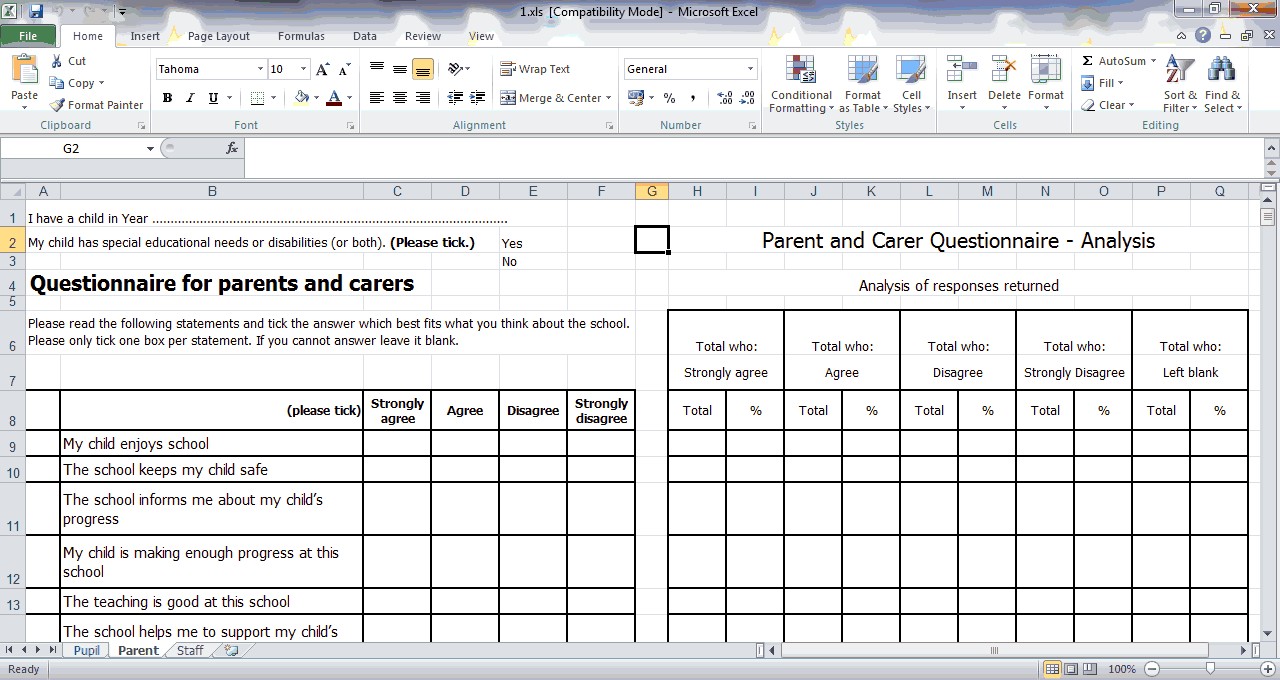 1.xls [Compatibility Mode] - Microsoft Excel
File Home Insert Page Layout Formulas Data Review View
Paste
Cut
Copy
Format Painter
Clipboard
Tahoma 10
B I U
Font
Wrap Text
Merge & Center
Alignment
General
% ,
Number
Conditional Formatting
Format as Table
Cell Styles
Styles
Insert Delete Format
Cells
Σ AutoSum
Fill
Clear
Sort & Filter
Find & Select
Editing
G2 fx
A B C D E F G H I J K L M N O P Q
1 I have a child in Year ................................................................................................
2 My child has special educational needs or disabilities (or both). (Please tick.) Yes Parent and Carer Questionnaire - Analysis
3 No
4 Questionnaire for parents and carers Analysis of responses returned
5
Please read the following statements and tick the answer which best fits what you think about the school.
6 Please only tick one box per statement. If you cannot answer leave it blank. Total who: Total who: Total who: Total who: Total who:
7 Strongly agree Agree Disagree Strongly Disagree Left blank
8 (please tick) Strongly agree Agree Disagree Strongly disagree Total % Total % Total % Total % Total %
9 My child enjoys school
10 The school keeps my child safe
The school informs me about my child’s
11 progress
My child is making enough progress at this
12 school
13 The teaching is good at this school
The school helps me to support my child’s
Pupil Parent Staff
Ready 100%